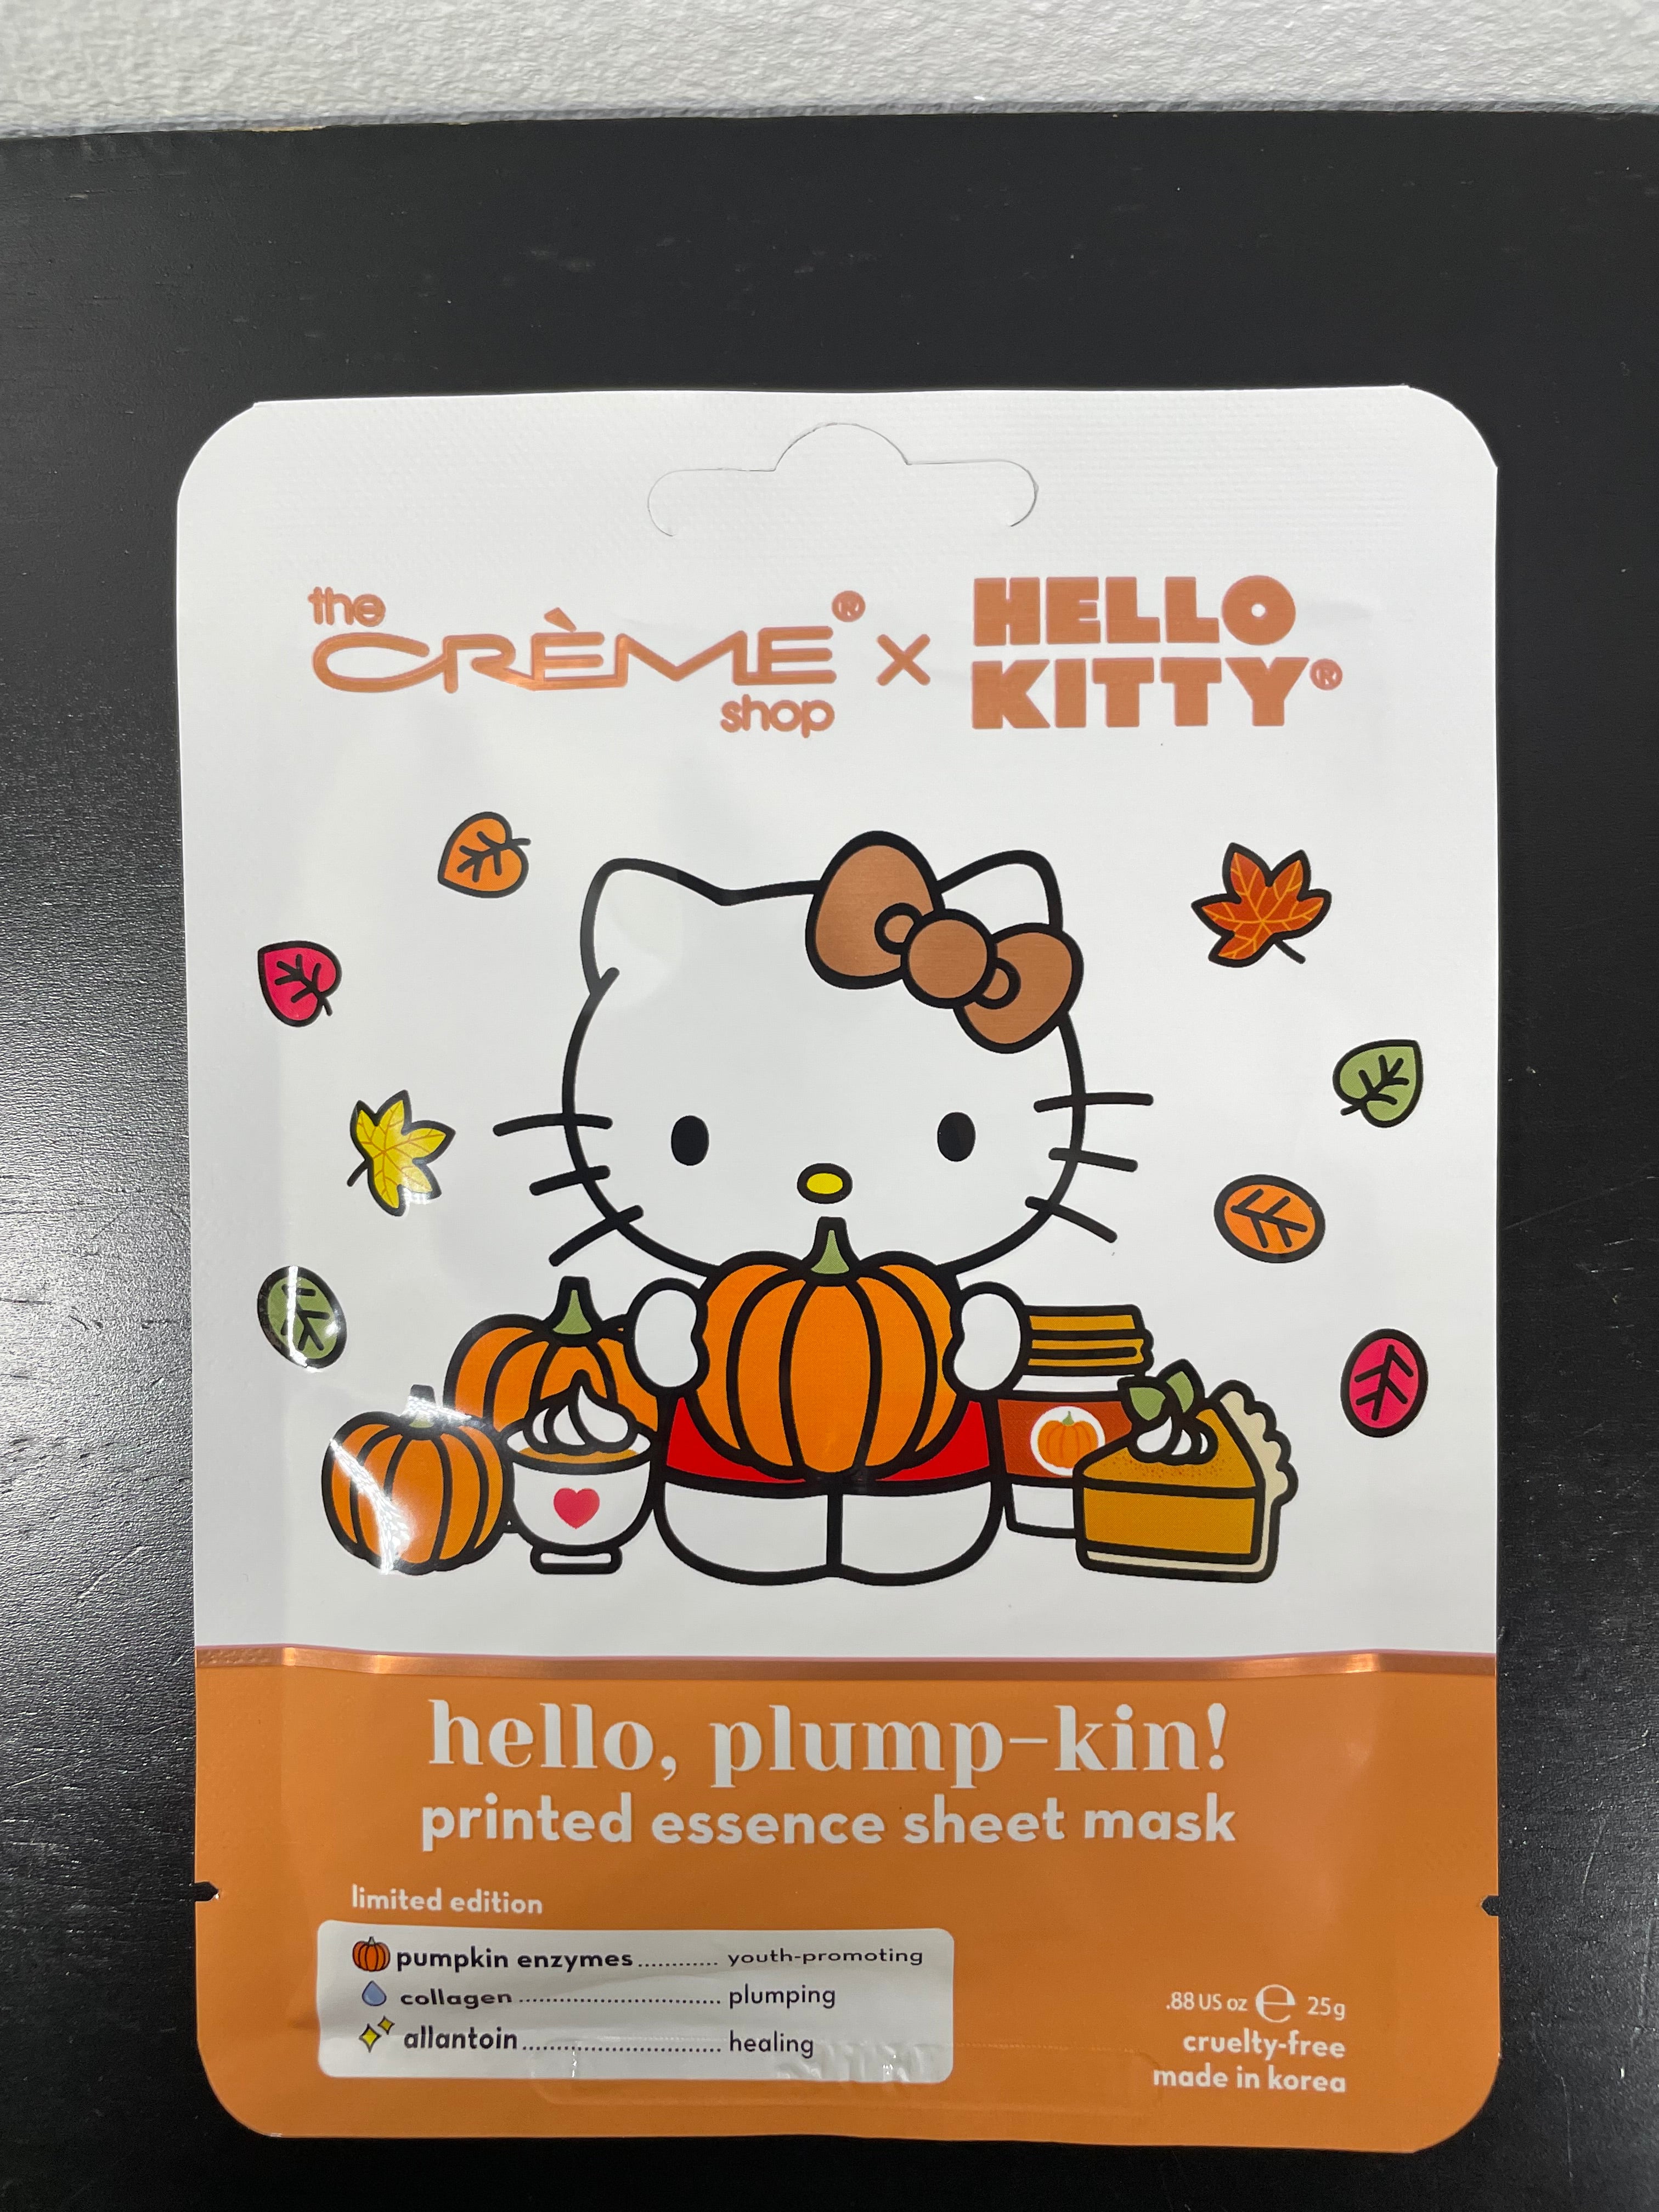 the CRÈME® shop x HELLO KITTY®
hello, plump-kin!
printed essence sheet mask
limited edition
pumpkin enzymes............ youth-promoting
collagen.................................. plumping
allantoin................................. healing
.88 US oz ℮ 25g
cruelty-free
made in korea